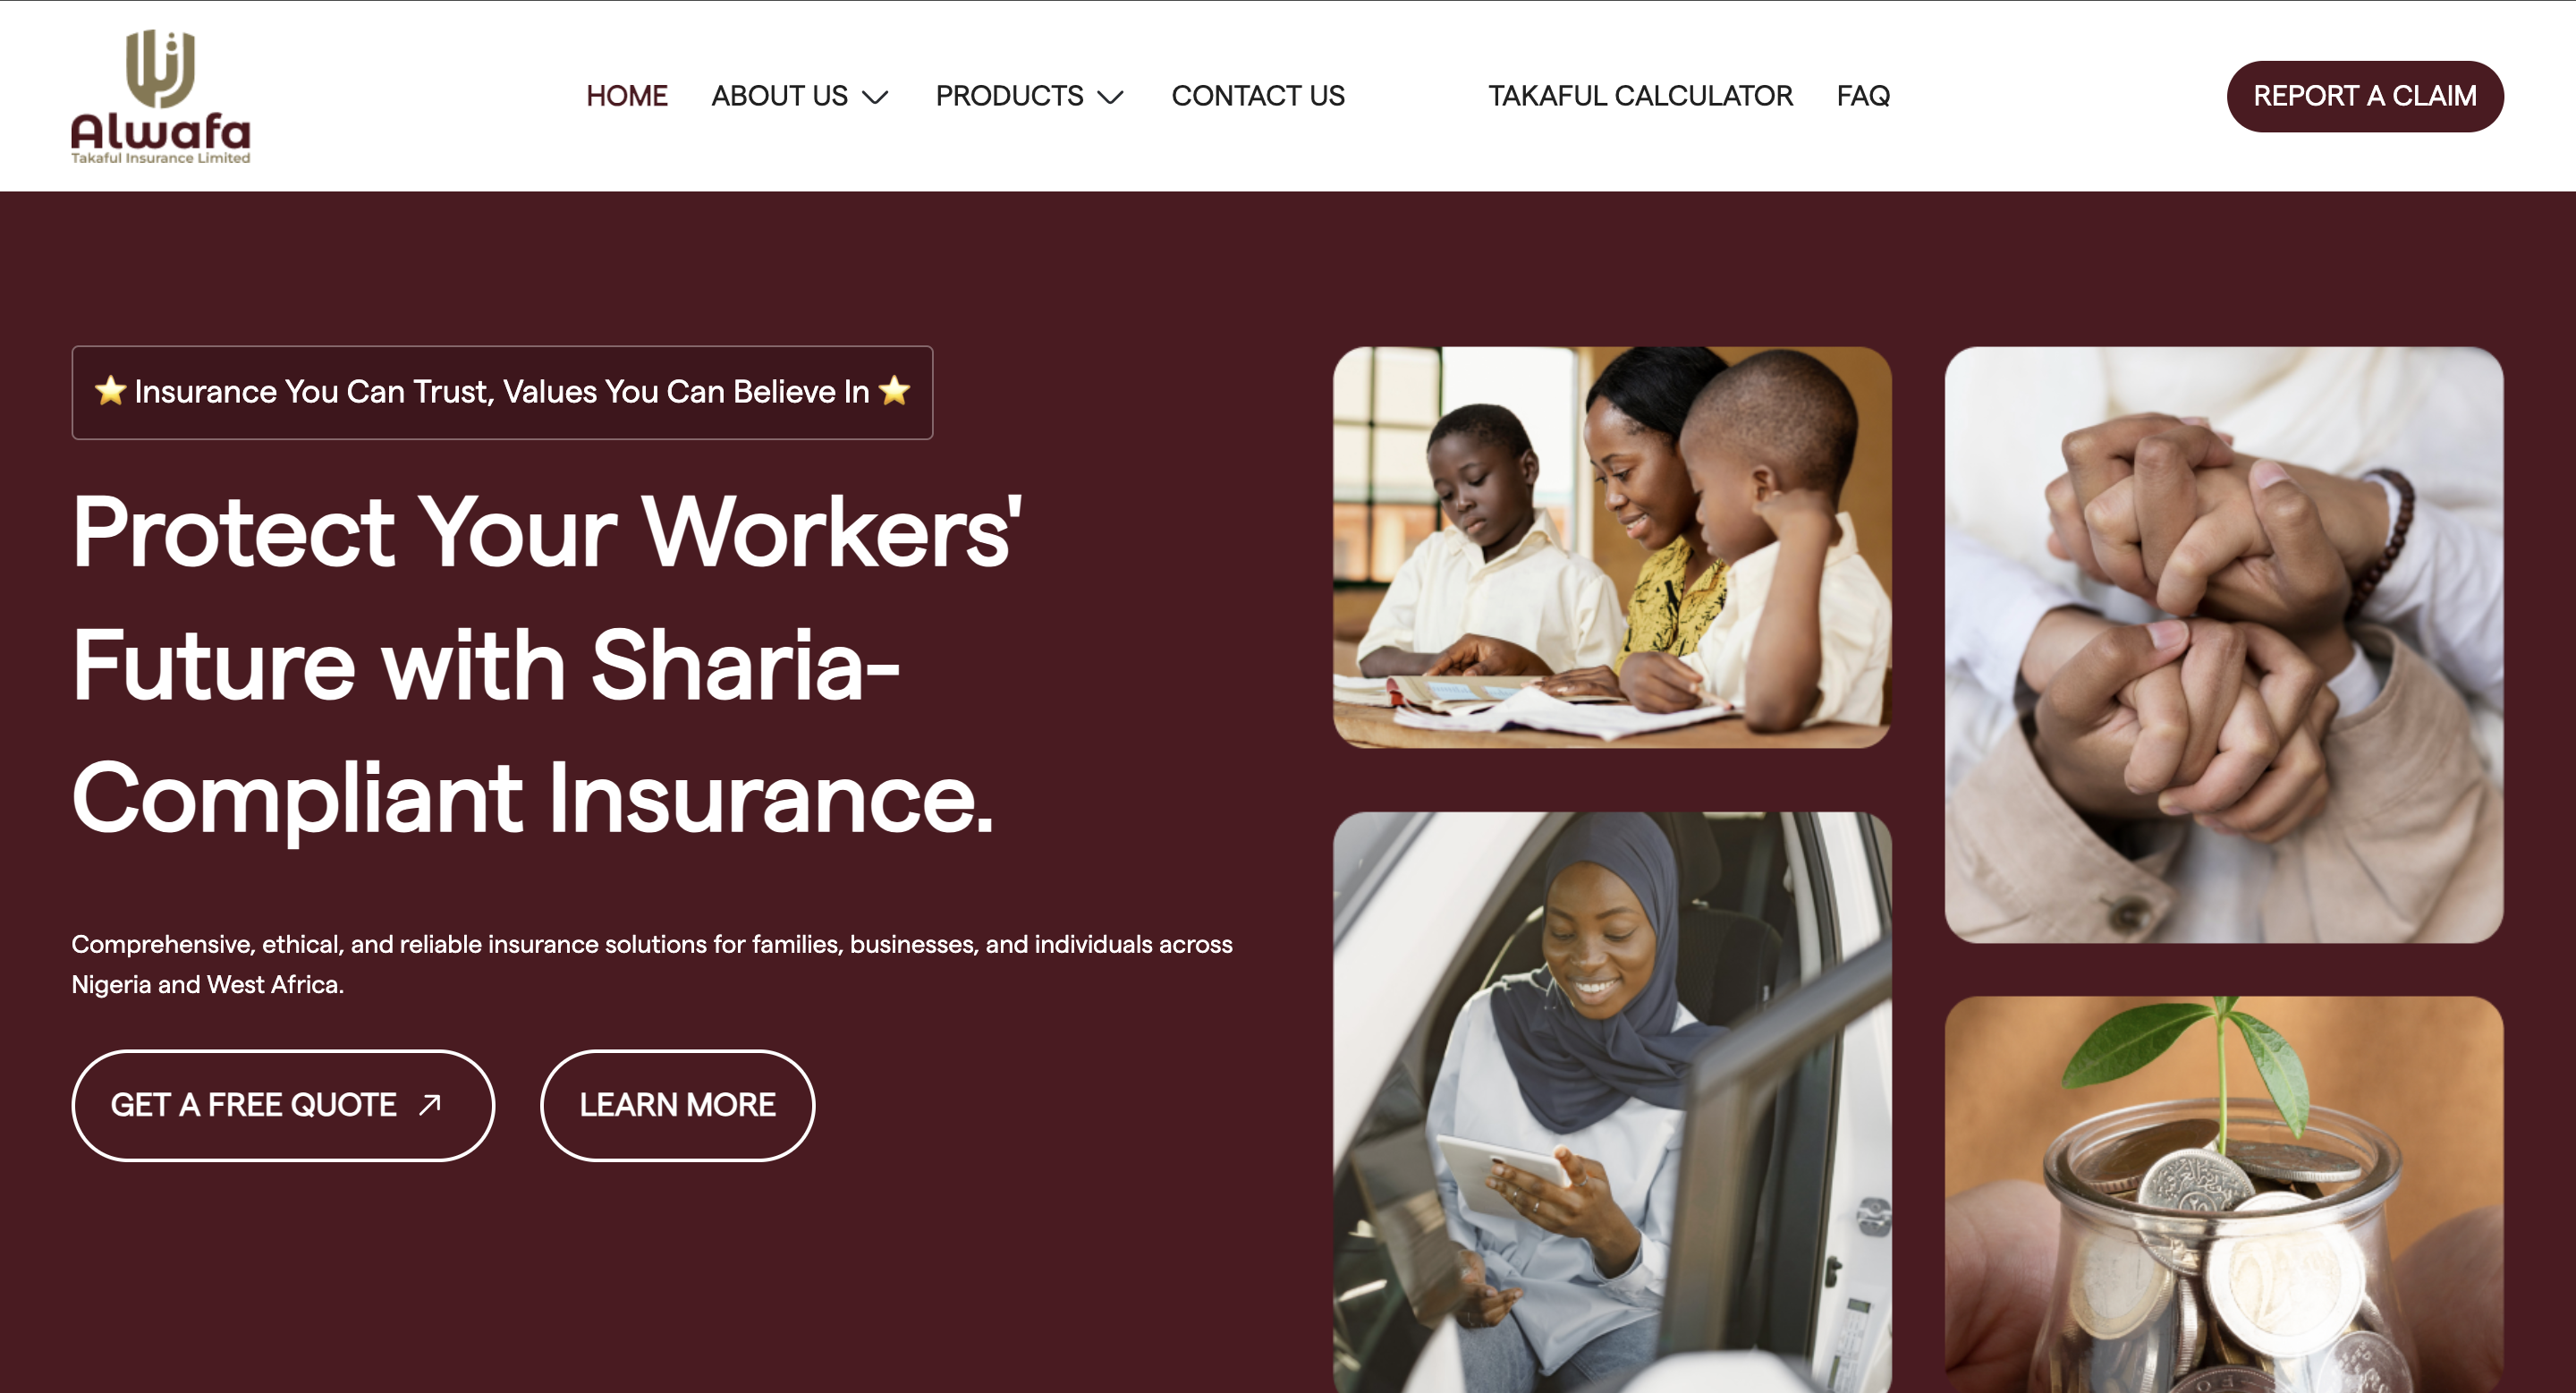 Alwafa
Takaful Insurance Limited
HOME
ABOUT US
PRODUCTS
CONTACT US
TAKAFUL CALCULATOR
FAQ
REPORT A CLAIM
⭐ Insurance You Can Trust, Values You Can Believe In ⭐
Protect Your Workers'
Future with Sharia-
Compliant Insurance.
Comprehensive, ethical, and reliable insurance solutions for families, businesses, and individuals across
Nigeria and West Africa.
GET A FREE QUOTE
LEARN MORE